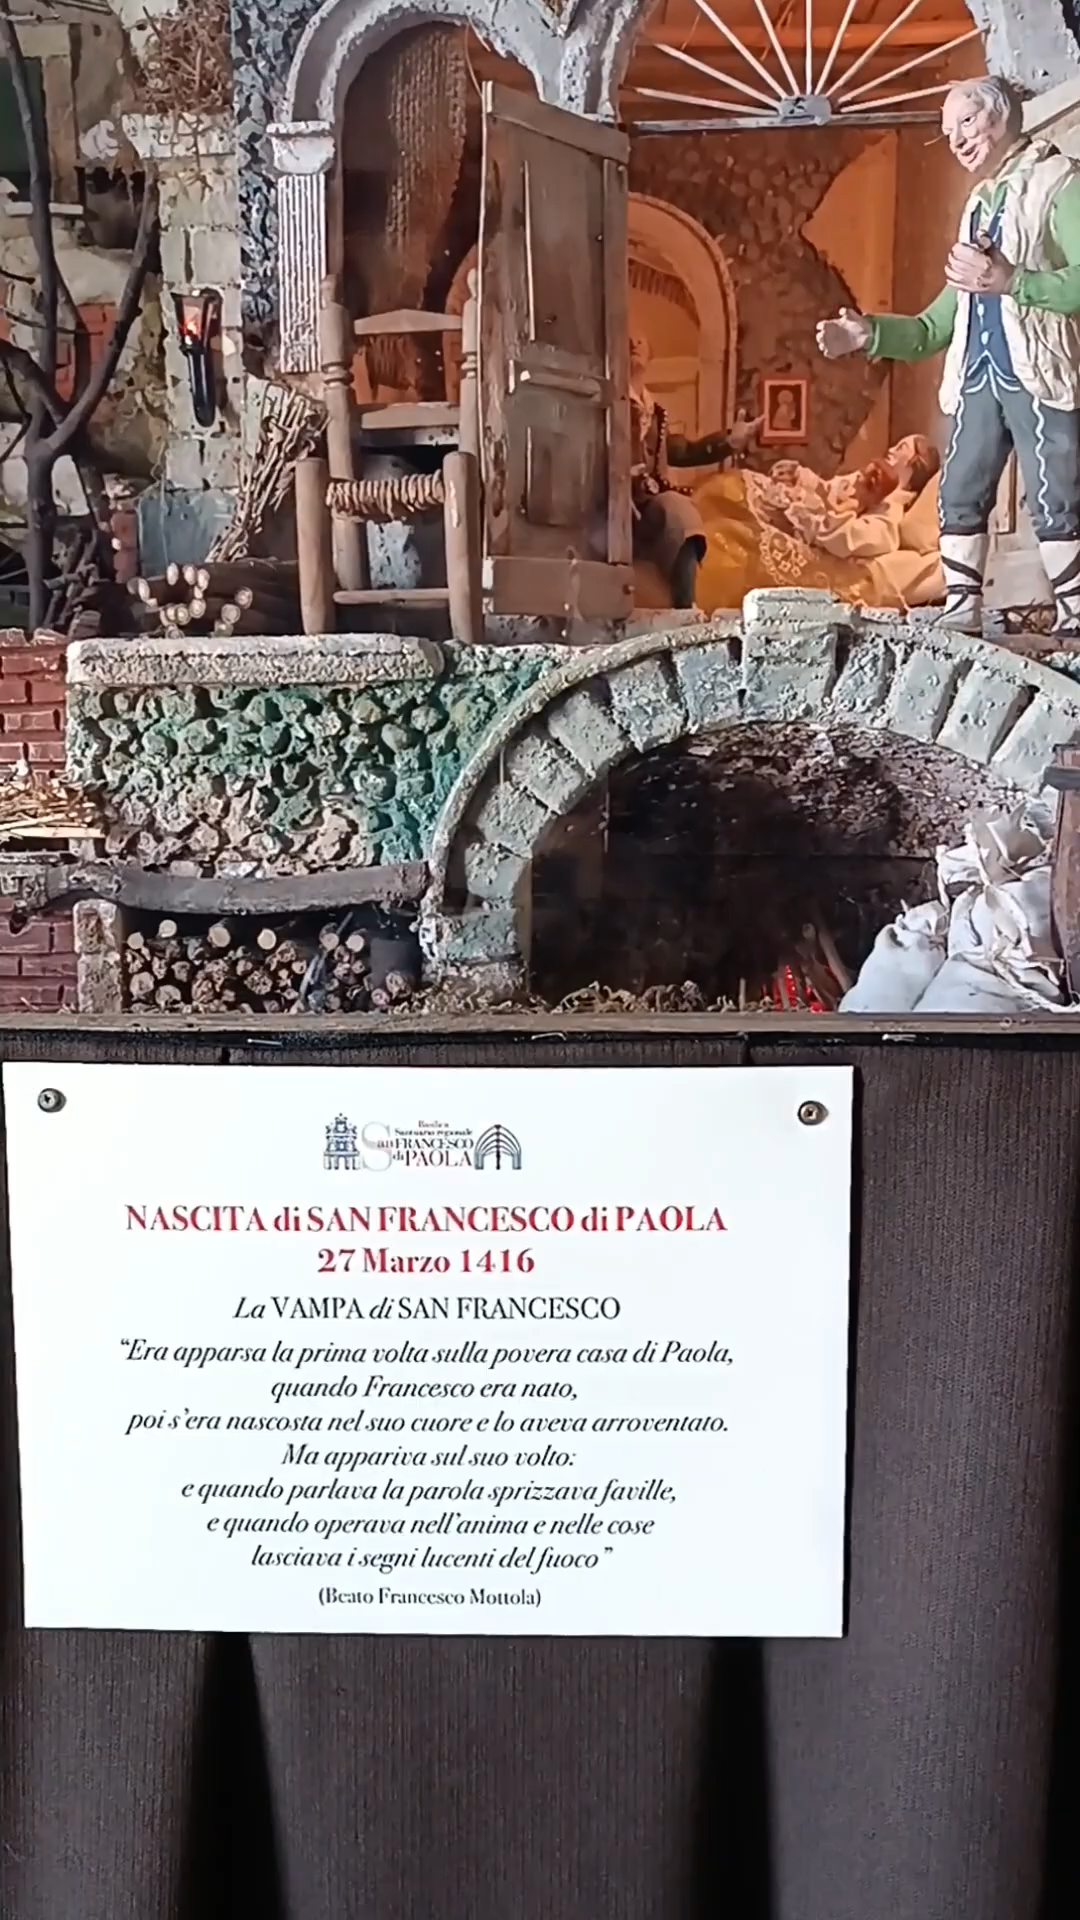 Basilica
Santuario regionale
San FRANCESCO
di PAOLA
NASCITA di SAN FRANCESCO di PAOLA
27 Marzo 1416
La VAMPA di SAN FRANCESCO
“Era apparsa la prima volta sulla povera casa di Paola,
quando Francesco era nato,
poi s’era nascosta nel suo cuore e lo aveva arroventato.
Ma appariva sul suo volto:
e quando parlava la parola sprizzava faville,
e quando operava nell’anima e nelle cose
lasciava i segni lucenti del fuoco”
(Beato Francesco Mottola)